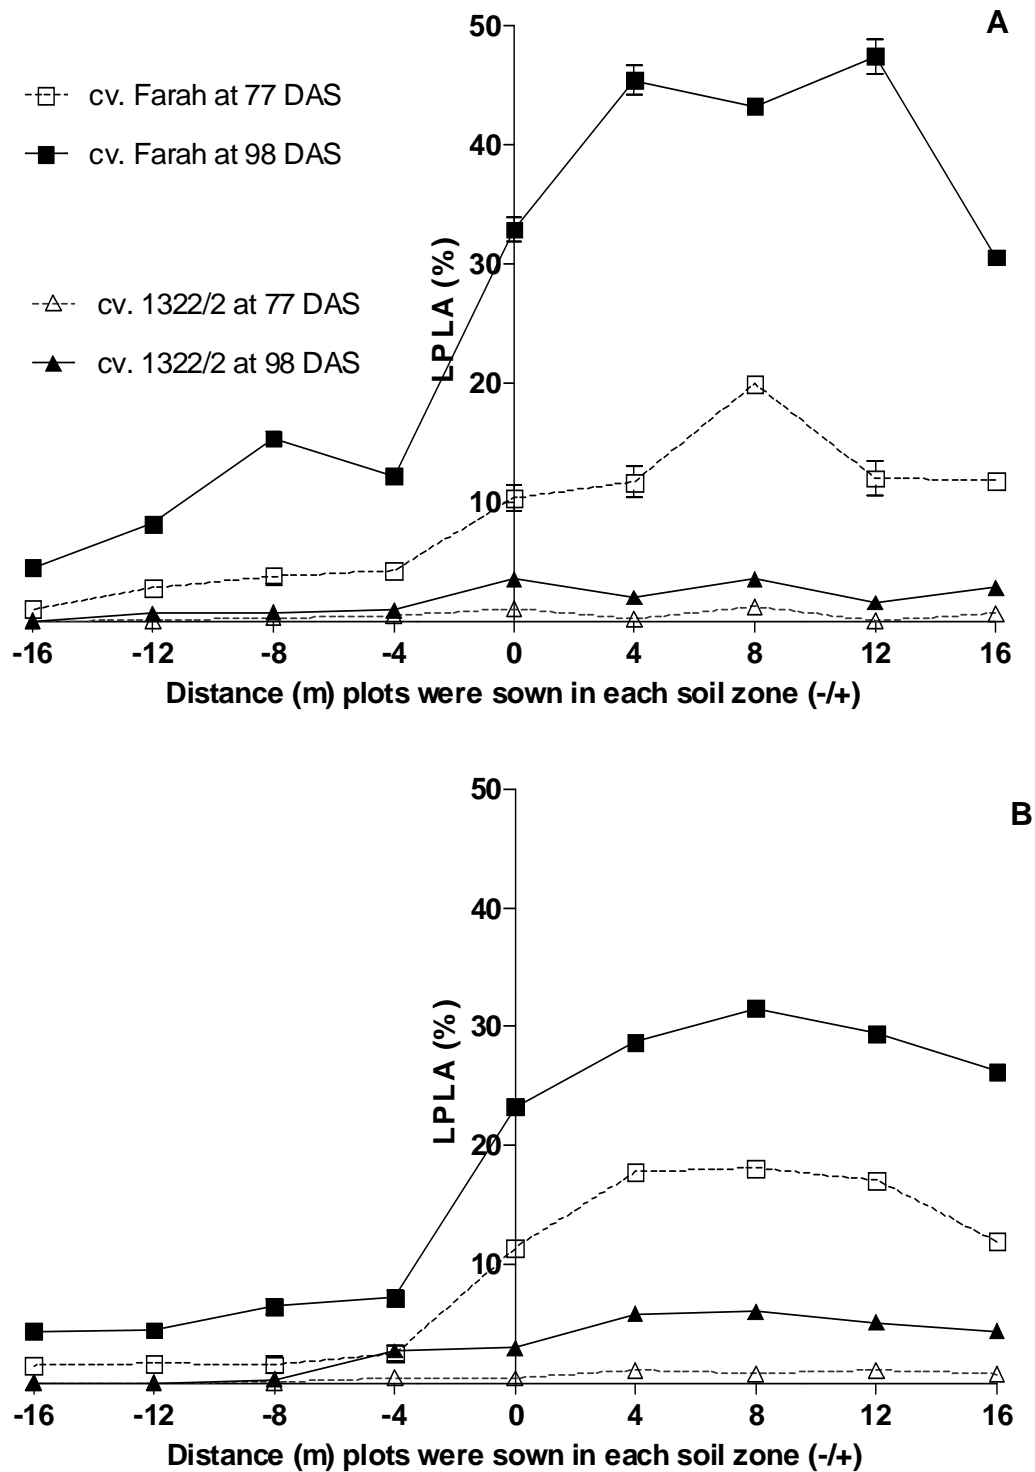 A
50
40
30
20
10
LPLA (%)
cv. Farah at 77 DAS
cv. Farah at 98 DAS
cv. 1322/2 at 77 DAS
cv. 1322/2 at 98 DAS
-16 -12 -8 -4 0 4 8 12 16
Distance (m) plots were sown in each soil zone (-/+)
B
50
40
30
20
10
LPLA (%)
-16 -12 -8 -4 0 4 8 12 16
Distance (m) plots were sown in each soil zone (-/+)